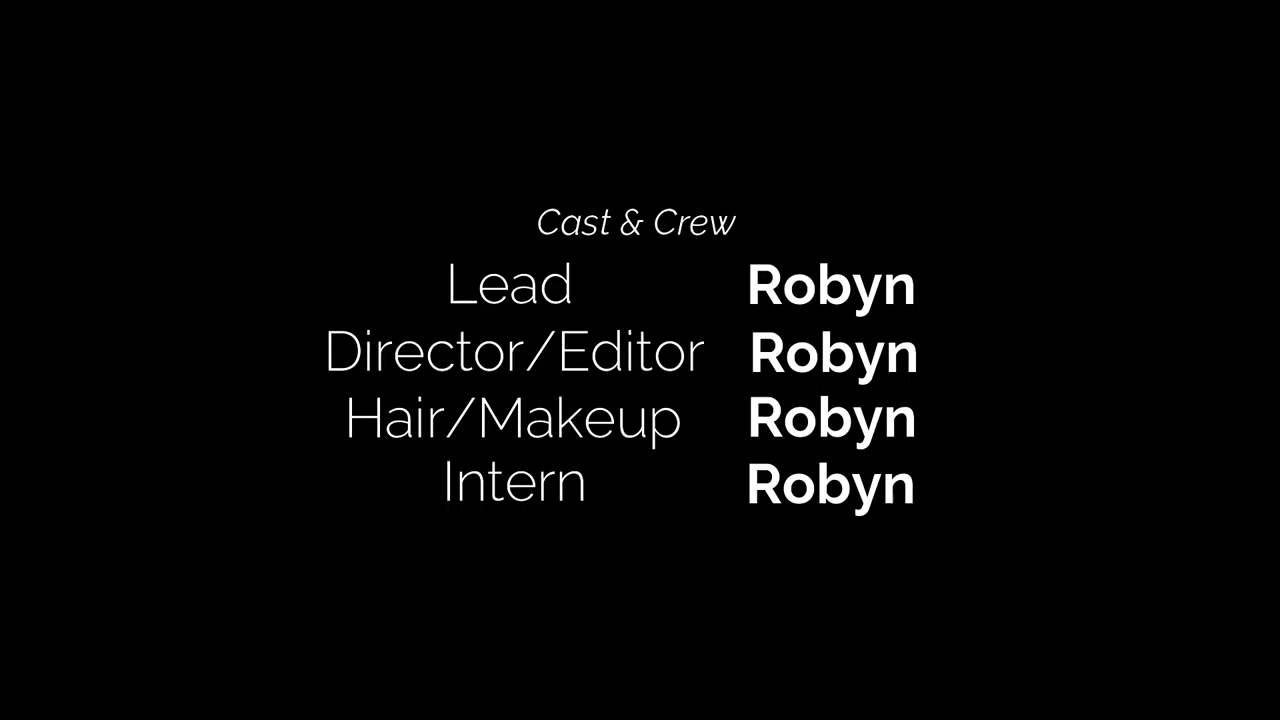 Cast & Crew
Lead Robyn
Director/Editor Robyn
Hair/Makeup Robyn
Intern Robyn